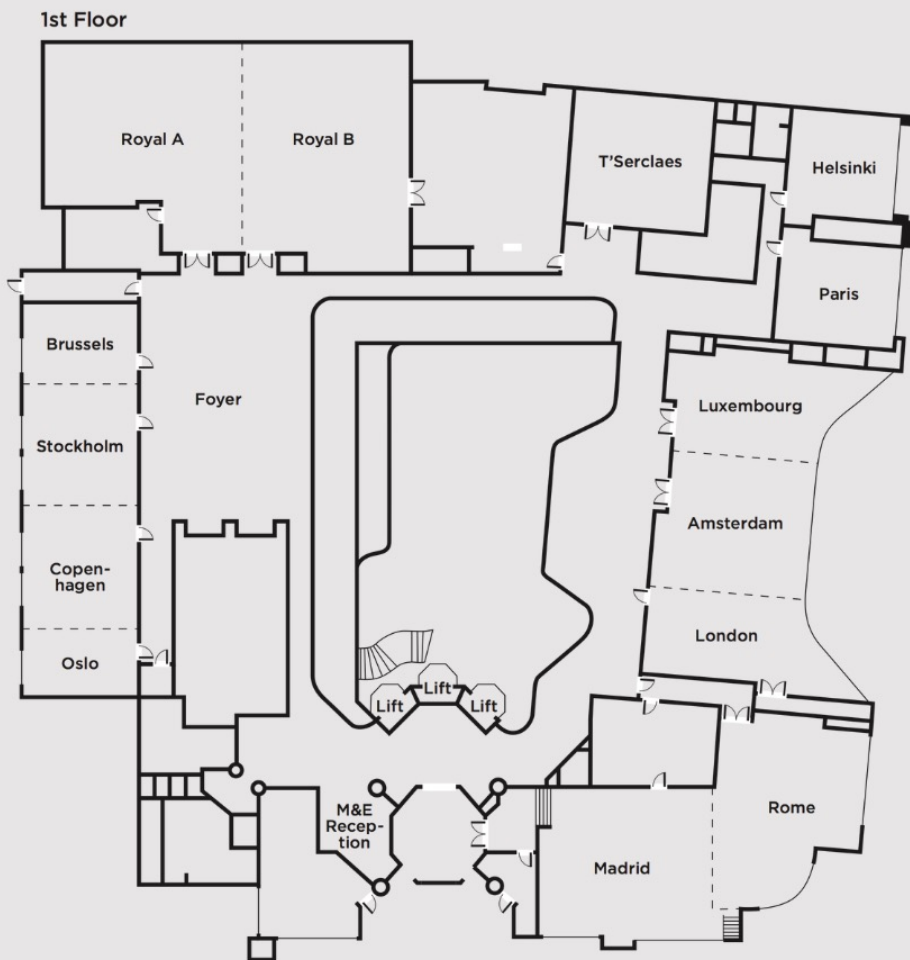 1st Floor
Royal A
Royal B
T'Serclaes
Helsinki
Paris
Brussels
Foyer
Luxembourg
Stockholm
Amsterdam
Copen-
hagen
London
Oslo
Lift
Lift
Lift
M&E
Recep-
tion
Rome
Madrid